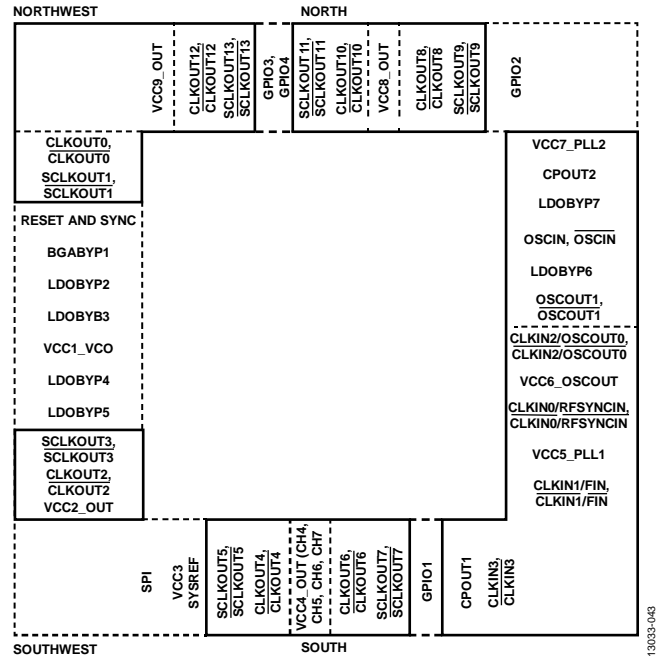 NORTHWEST
NORTH
VCC9_OUT
CLKOUT12,
CLKOUT12
SCLKOUT13,
SCLKOUT13
GPIO3,
GPIO4
SCLKOUT11,
SCLKOUT11
CLKOUT10,
CLKOUT10
VCC8_OUT
CLKOUT8,
CLKOUT8
SCLKOUT9,
SCLKOUT9
GPIO2
CLKOUT0,
CLKOUT0
SCLKOUT1,
SCLKOUT1
RESET AND SYNC
BGABYP1
LDOBYP2
LDOBYB3
VCC1_VCO
LDOBYP4
LDOBYP5
SCLKOUT3,
SCLKOUT3
CLKOUT2,
CLKOUT2
VCC2_OUT
VCC7_PLL2
CPOUT2
LDOBYP7
OSCIN, OSCIN
LDOBYP6
OSCOUT1,
OSCOUT1
CLKIN2/OSCOUT0,
CLKIN2/OSCOUT0
VCC6_OSCOUT
CLKIN0/RFSYNCIN,
CLKIN0/RFSYNCIN
VCC5_PLL1
CLKIN1/FIN,
CLKIN1/FIN
SPI
VCC3
SYSREF
SCLKOUT5,
SCLKOUT5
CLKOUT4,
CLKOUT4
VCC4_OUT (CH4,
CH5, CH6, CH7
CLKOUT6,
CLKOUT6
SCLKOUT7,
SCLKOUT7
GPIO1
CPOUT1
CLKIN3,
CLKIN3
SOUTHWEST
SOUTH
13033-043